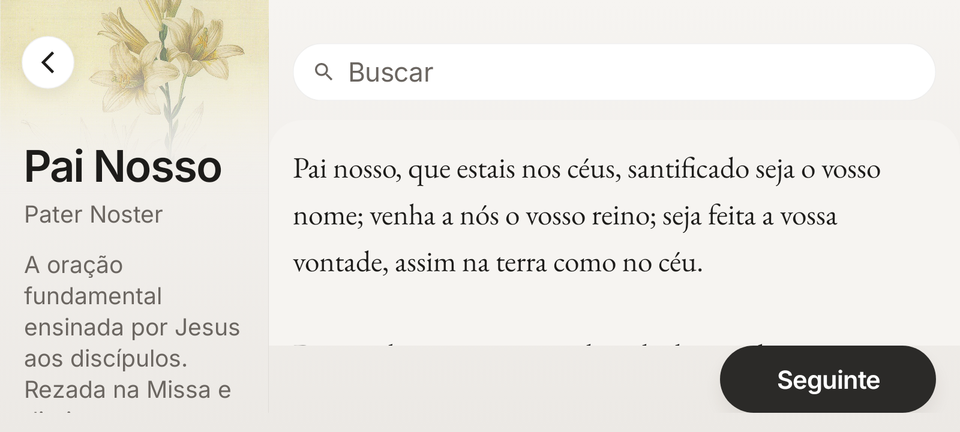 Pai Nosso
Pater Noster
A oração
fundamental
ensinada por Jesus
aos discípulos.
Rezada na Missa e
Buscar
Pai nosso, que estais nos céus, santificado seja o vosso
nome; venha a nós o vosso reino; seja feita a vossa
vontade, assim na terra como no céu.
Seguinte